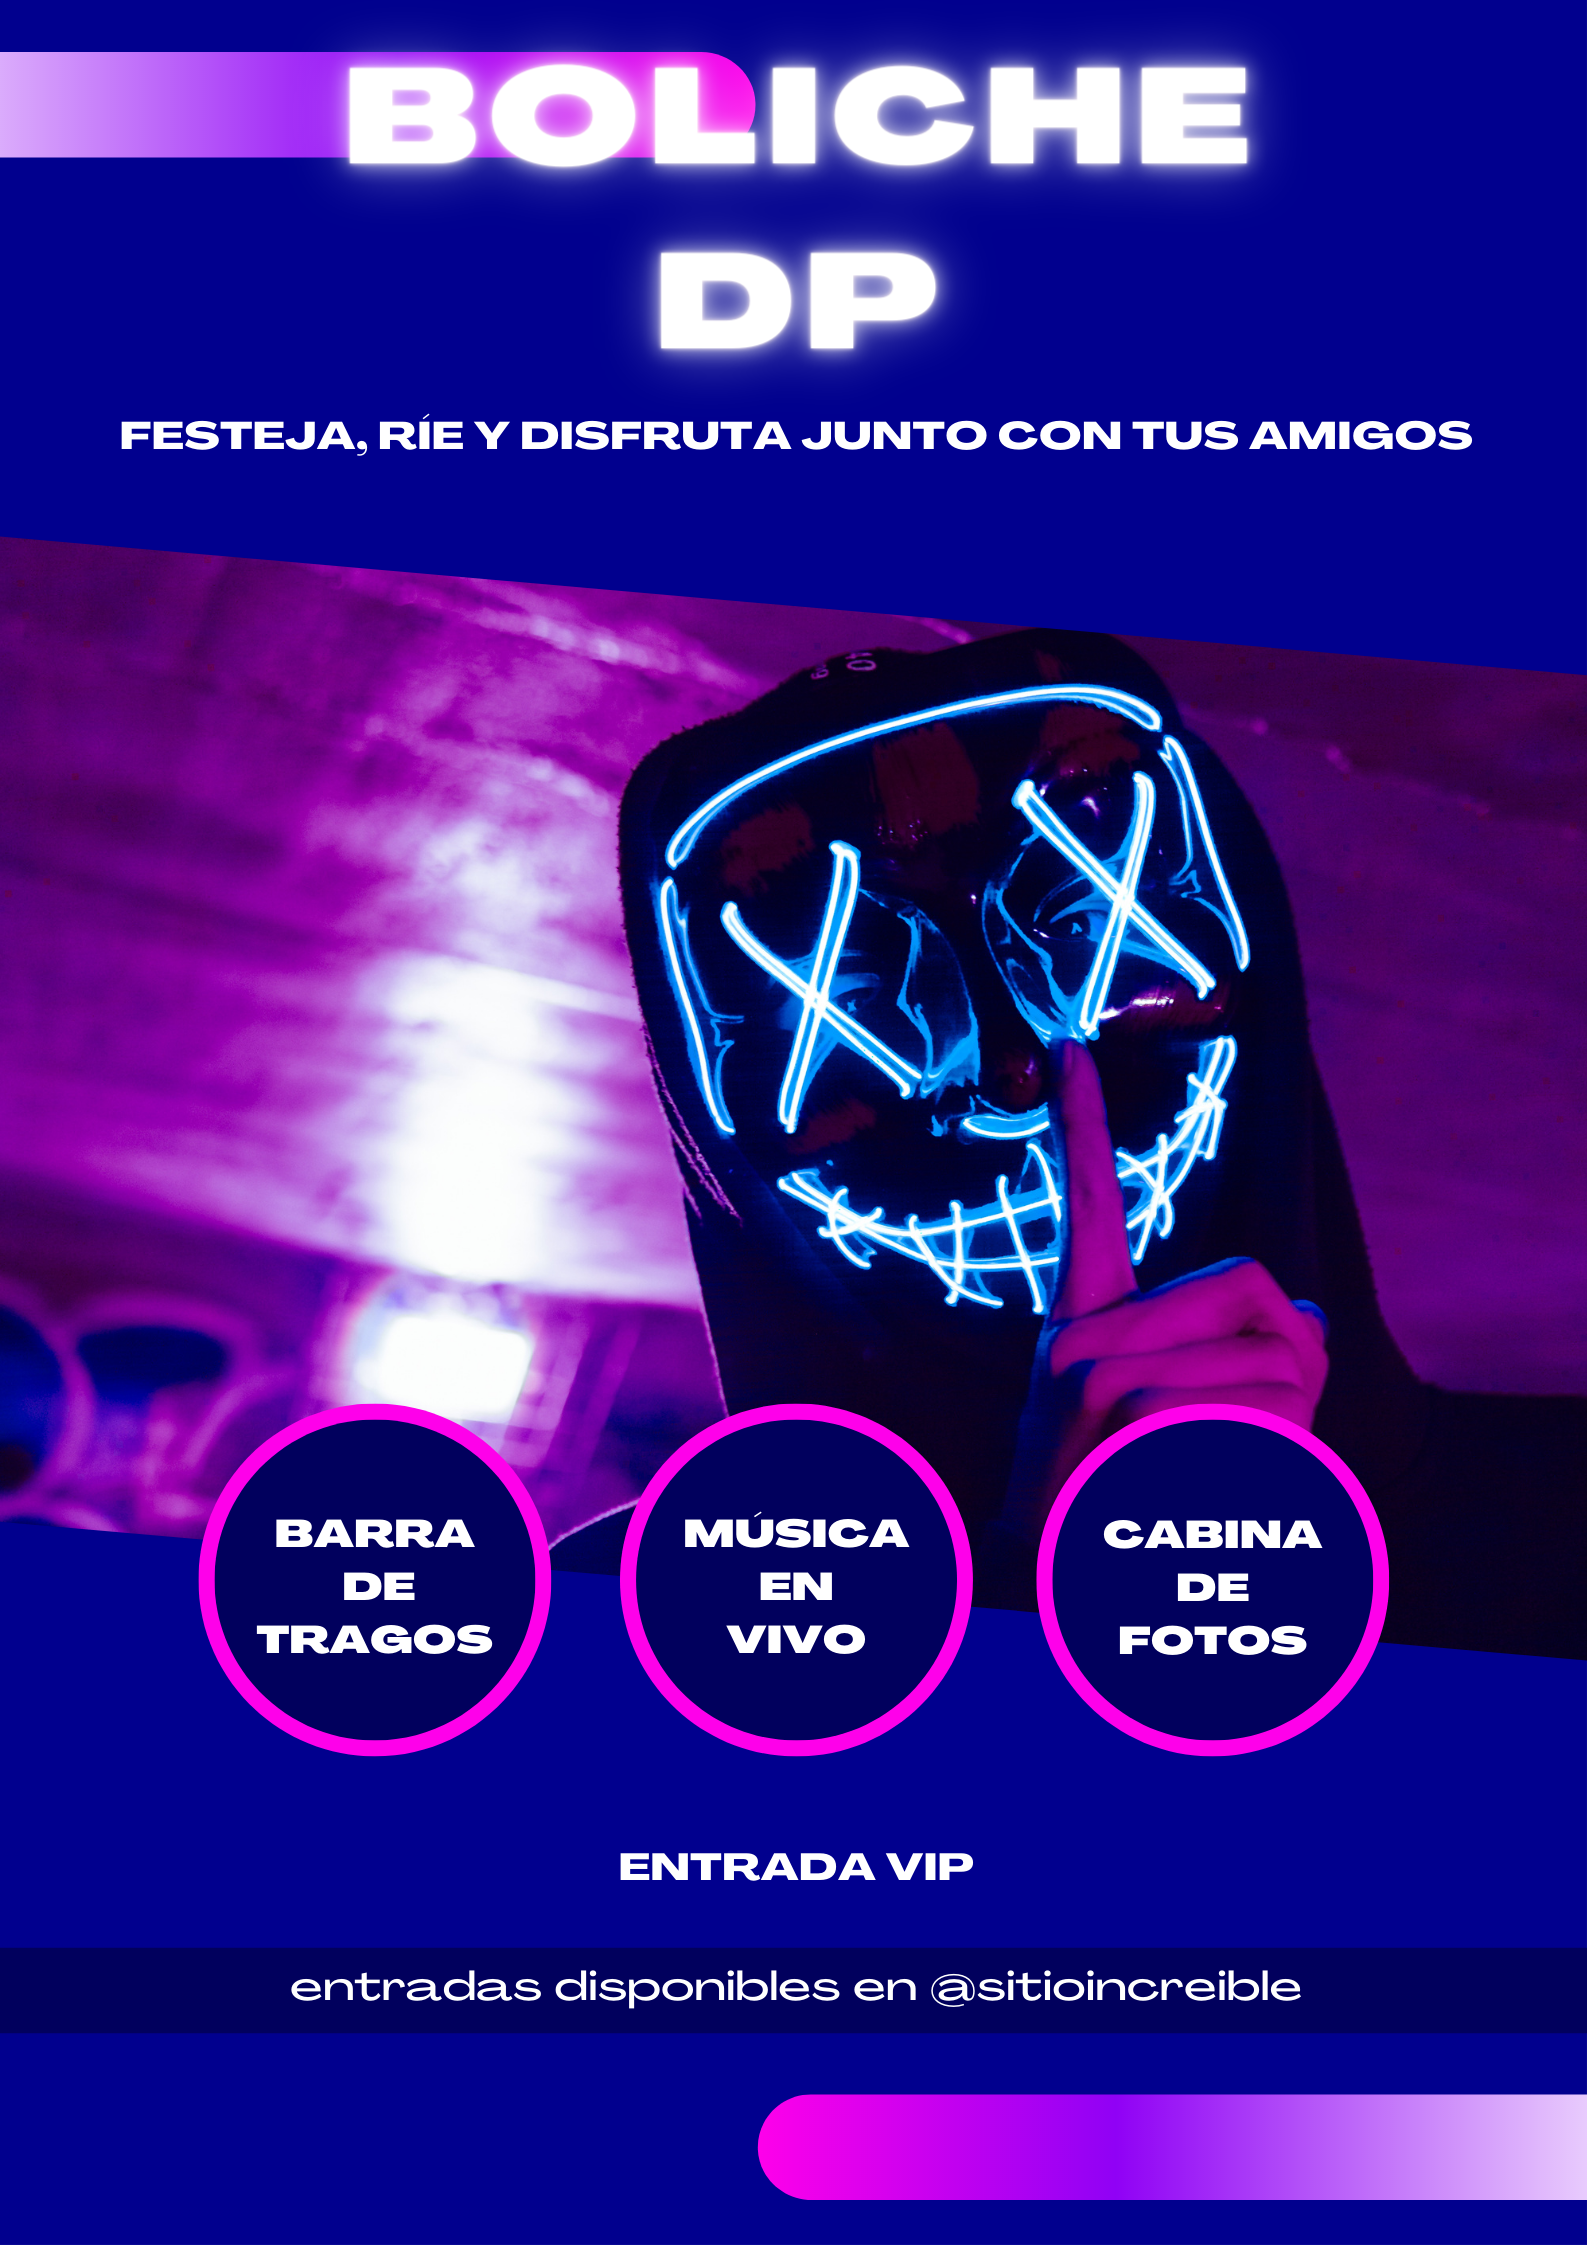 BOLICHE
DP
FESTEJA, RÍE Y DISFRUTA JUNTO CON TUS AMIGOS
BARRA
DE
TRAGOS
MÚSICA
EN
VIVO
CABINA
DE
FOTOS
ENTRADA VIP
entradas disponibles en @sitioincreible